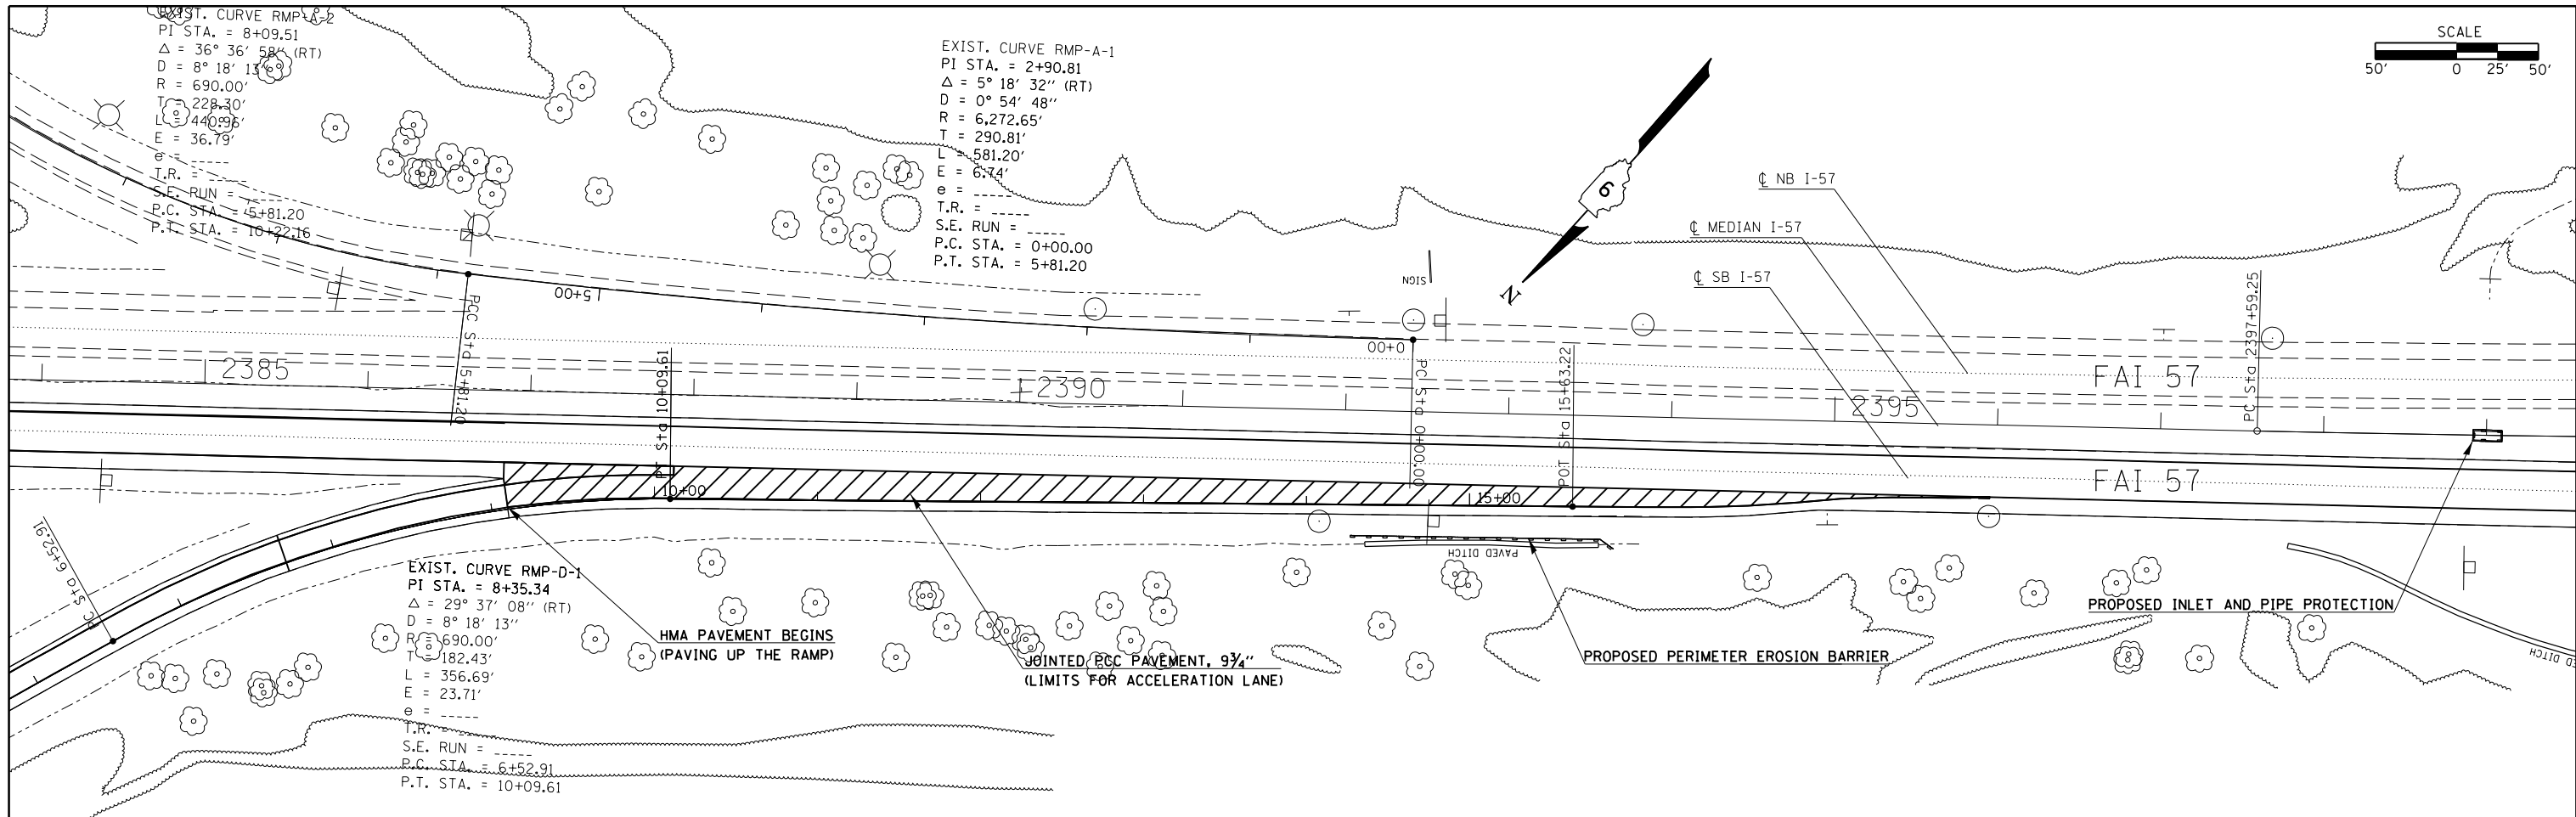 EXIST. CURVE RMP-A-2
PI STA. = 8+09.51
Δ = 36° 36' 58'' (RT)
D = 8° 18' 13''
R = 690.00'
T = 228.30'
L = 440.96'
E = 36.79'
e = _____
T.R. = _____
S.E. RUN = _____
P.C. STA. = 5+81.20
P.T. STA. = 10+22.16
EXIST. CURVE RMP-A-1
PI STA. = 2+90.81
Δ = 5° 18' 32'' (RT)
D = 0° 54' 48''
R = 6,272.65'
T = 290.81'
L = 581.20'
E = 6.74'
e = _____
T.R. = _____
S.E. RUN = _____
P.C. STA. = 0+00.00
P.T. STA. = 5+81.20
SCALE
50' 0 25' 50'
9
N
℄ NB I-57
℄ MEDIAN I-57
℄ SB I-57
SIGN
5+00
0+00
PCC Sta 5+81.20
PT Sta 10+09.61
PC Sta 0+00.00
POT Sta 15+63.22
PC Sta 2397+59.25
2385
2390
2395
FAI 57
FAI 57
10+00
15+00
PC Sta 6+52.91
PAVED DITCH
EXIST. CURVE RMP-D-1
PI STA. = 8+35.34
Δ = 29° 37' 08'' (RT)
D = 8° 18' 13''
R = 690.00'
T = 182.43'
L = 356.69'
E = 23.71'
e = _____
T.R. = _____
S.E. RUN = _____
P.C. STA. = 6+52.91
P.T. STA. = 10+09.61
HMA PAVEMENT BEGINS
(PAVING UP THE RAMP)
JOINTED PCC PAVEMENT, 9¾''
(LIMITS FOR ACCELERATION LANE)
PROPOSED PERIMETER EROSION BARRIER
PROPOSED INLET AND PIPE PROTECTION
ED DITCH